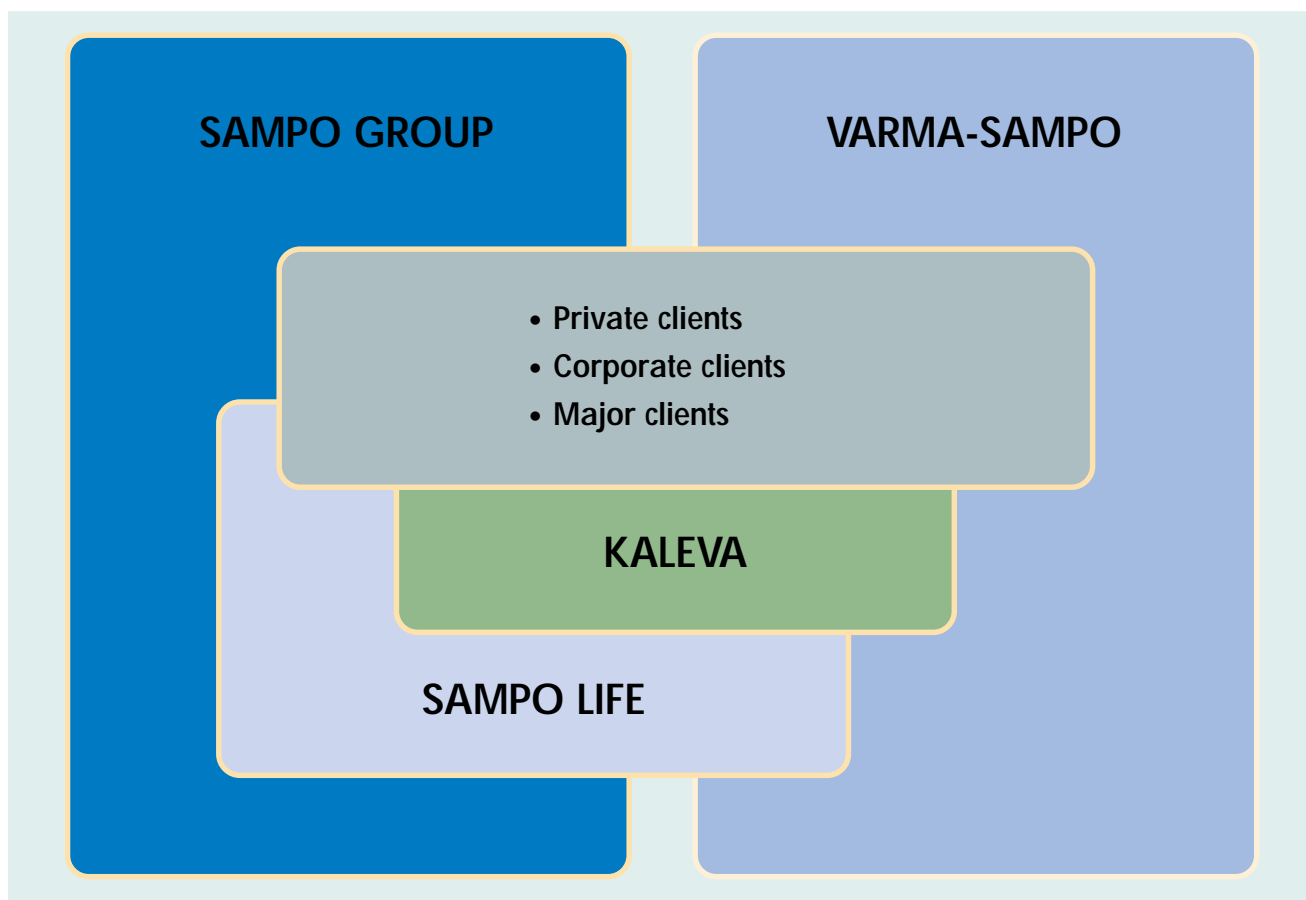 SAMPO GROUP
VARMA-SAMPO
• Private clients
• Corporate clients
• Major clients
KALEVA
SAMPO LIFE